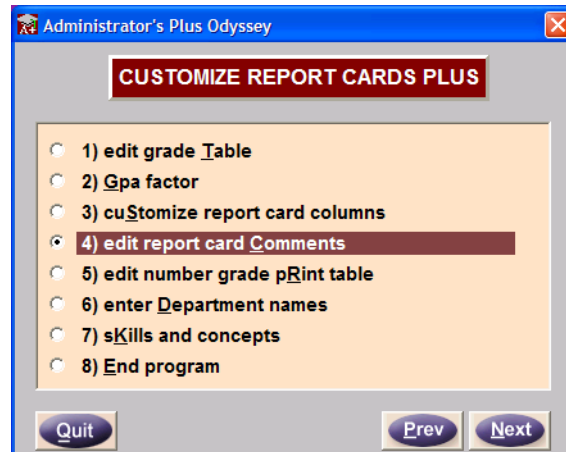 Administrator's Plus Odyssey
CUSTOMIZE REPORT CARDS PLUS
1) edit grade Table
2) Gpa factor
3) cuStomize report card columns
4) edit report card Comments
5) edit number grade pRint table
6) enter Department names
7) sKills and concepts
8) End program
Quit
Prev
Next